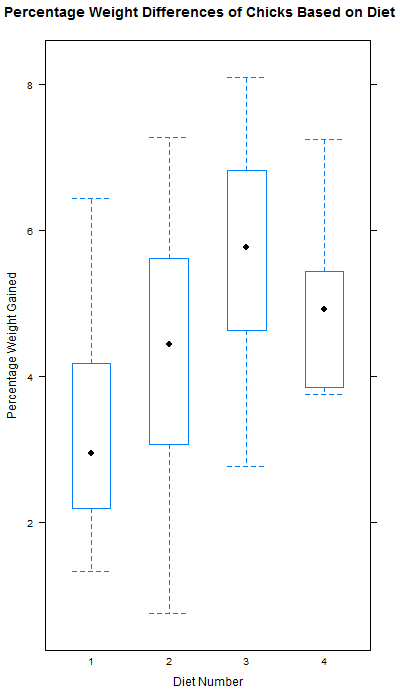 Percentage Weight Differences of Chicks Based on Diet
8
6
4
2
Percentage Weight Gained
1 2 3 4
Diet Number